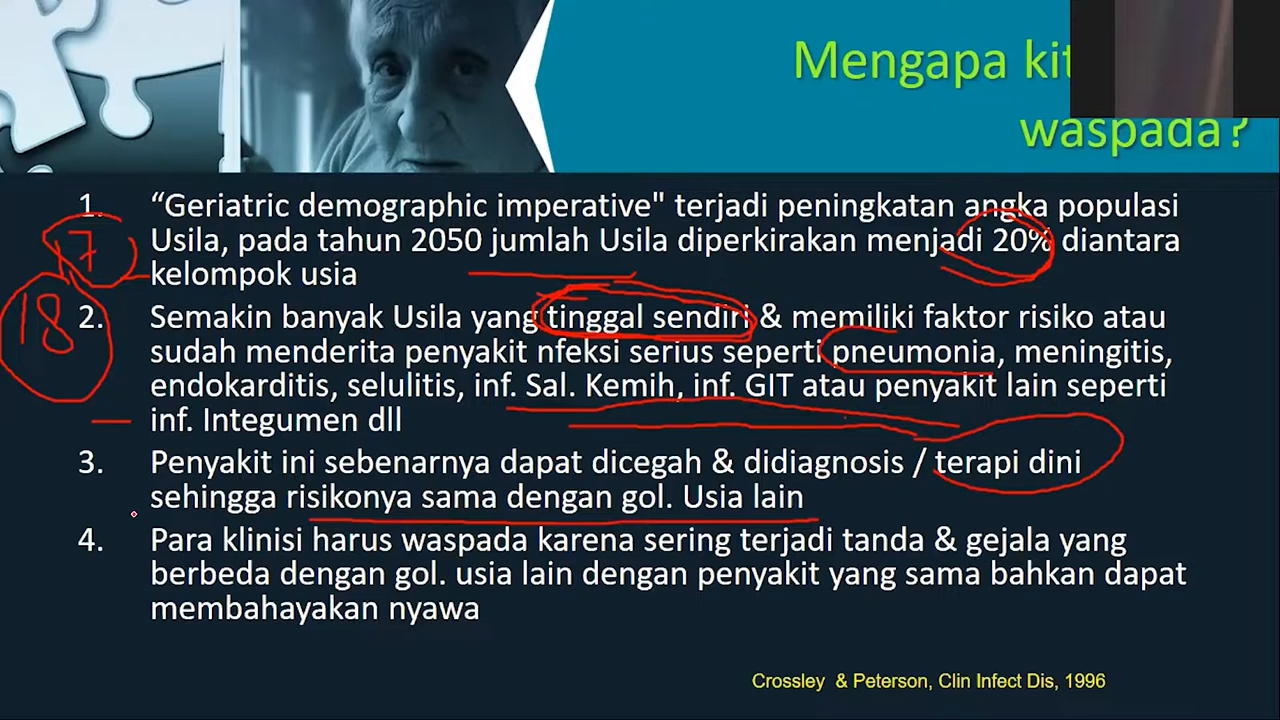 Mengapa
waspada?
1. “Geriatric demographic imperative" terjadi peningkatan angka populasi
Usila, pada tahun 2050 jumlah Usila diperkirakan menjadi 20% diantara
kelompok usia
7
18
2. Semakin banyak Usila yang tinggal sendiri & memiliki faktor risiko atau
sudah menderita penyakit nfeksi serius seperti pneumonia, meningitis,
endokarditis, selulitis, inf. Sal. Kemih, inf. GIT atau penyakit lain seperti
inf. Integumen dll
3. Penyakit ini sebenarnya dapat dicegah & didiagnosis / terapi dini
sehingga risikonya sama dengan gol. Usia lain
4. Para klinisi harus waspada karena sering terjadi tanda & gejala yang
berbeda dengan gol. usia lain dengan penyakit yang sama bahkan dapat
membahayakan nyawa
Crossley & Peterson, Clin Infect Dis, 1996